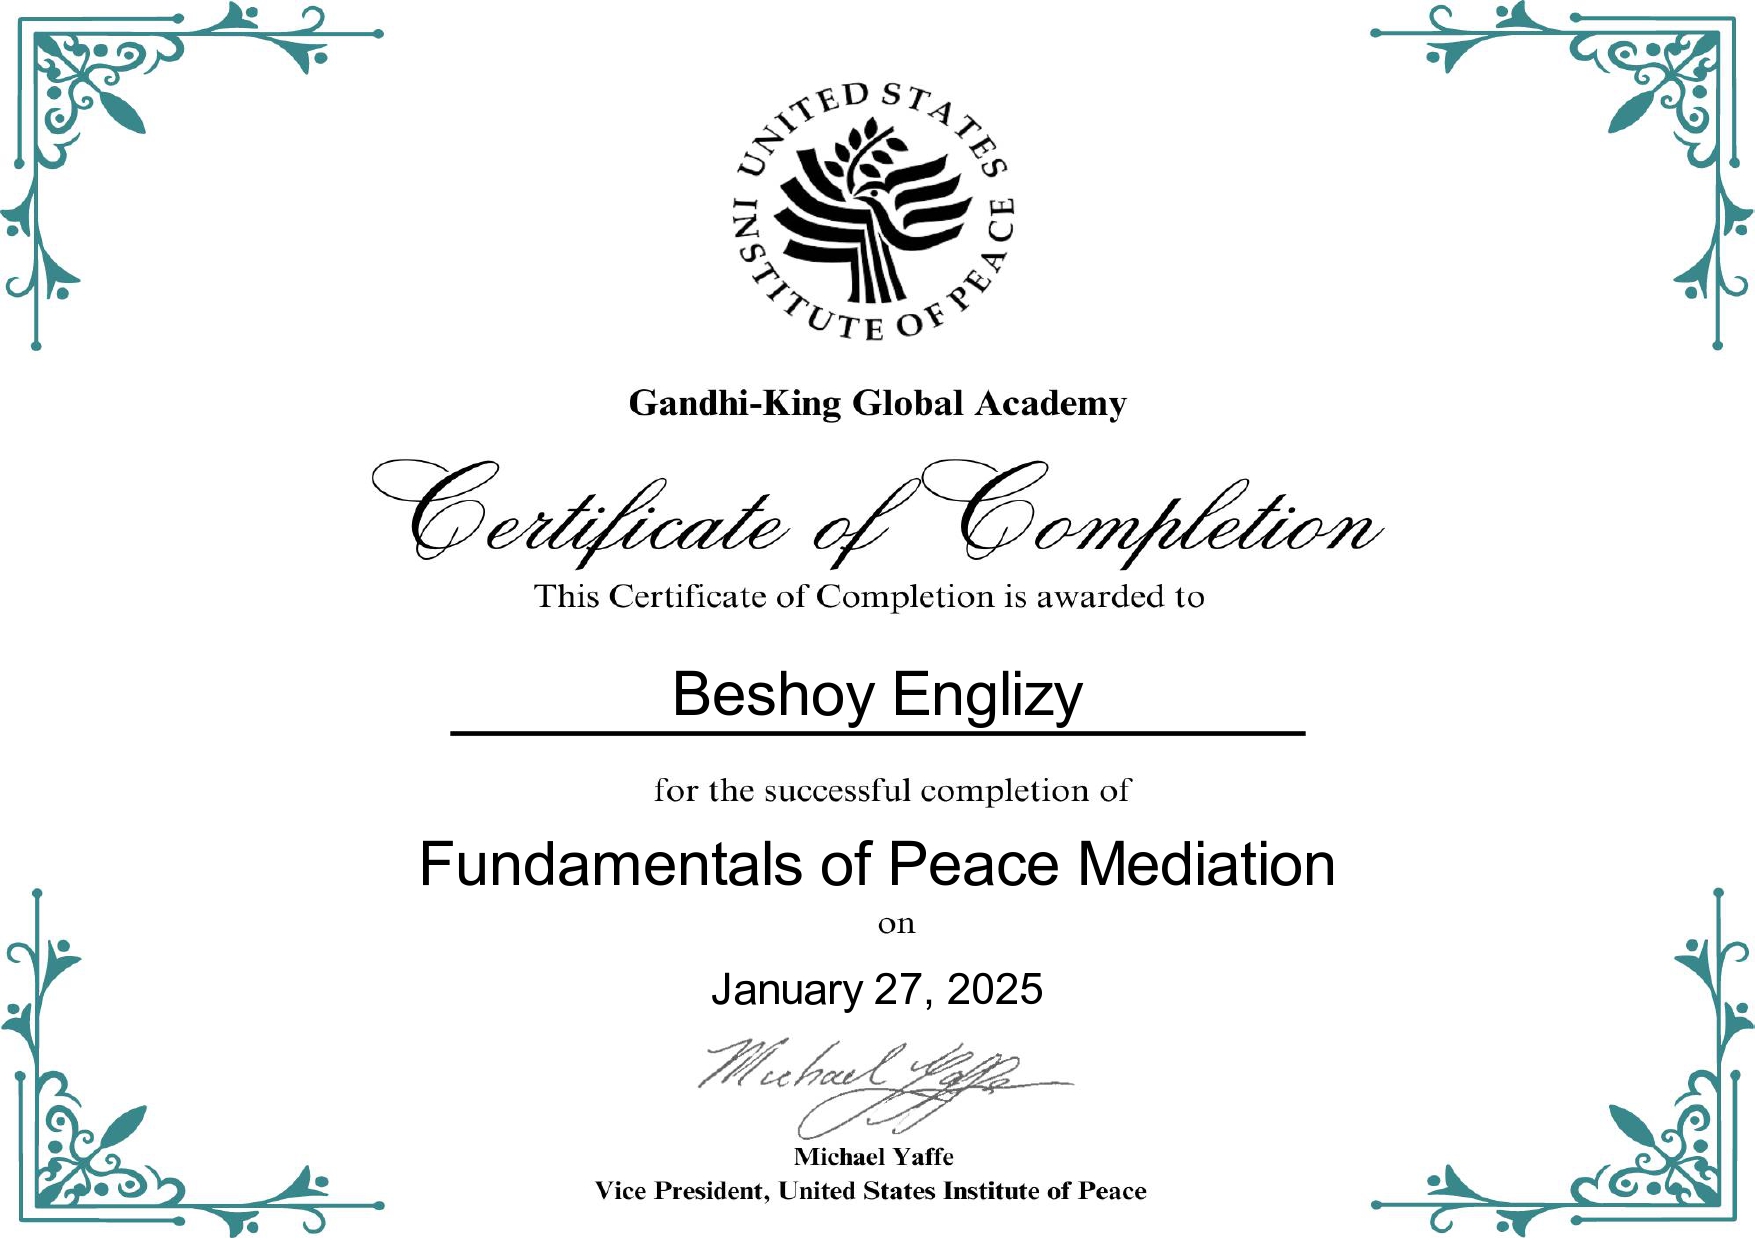 UNITED STATES
INSTITUTE OF PEACE
Gandhi-King Global Academy
Certificate of Completion
This Certificate of Completion is awarded to
Beshoy Englizy
for the successful completion of
Fundamentals of Peace Mediation
on
January 27, 2025
Michael Yaffe
Michael Yaffe
Vice President, United States Institute of Peace